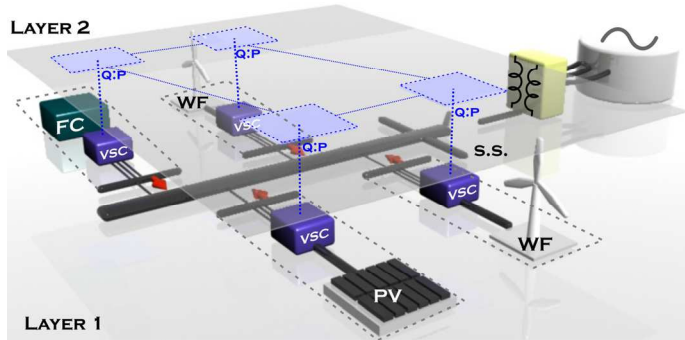 LAYER 2
Q:P
Q:P
WF
FC
VSC
VSC
Q:P
Q:P
S.S.
VSC
VSC
WF
PV
LAYER 1